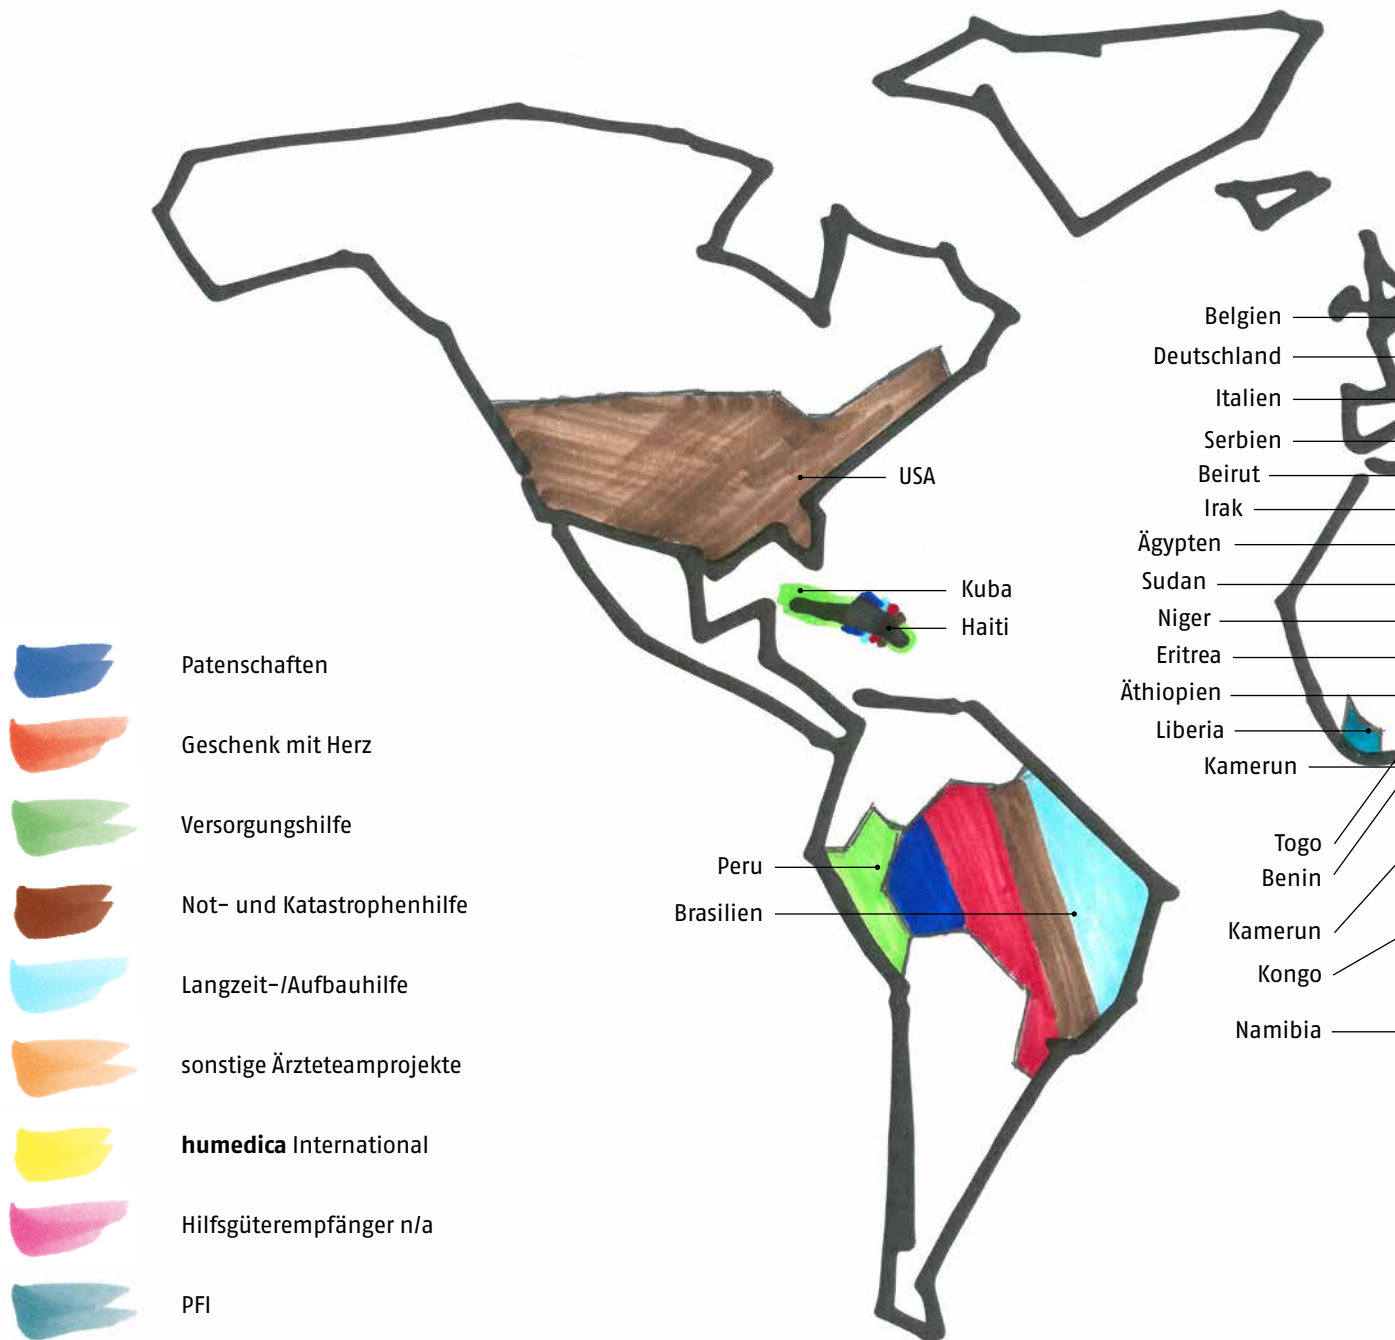 Belgien
Deutschland
Italien
Serbien
Beirut
USA
Irak
Ägypten
Sudan
Kuba
Niger
Haiti
Eritrea
Äthiopien
Liberia
Kamerun
Togo
Peru
Benin
Brasilien
Kamerun
Kongo
Namibia
Patenschaften
Geschenk mit Herz
Versorgungshilfe
Not- und Katastrophenhilfe
Langzeit-/Aufbauhilfe
sonstige Ärzteteamprojekte
humedica International
Hilfsgüterempfänger n/a
PFI